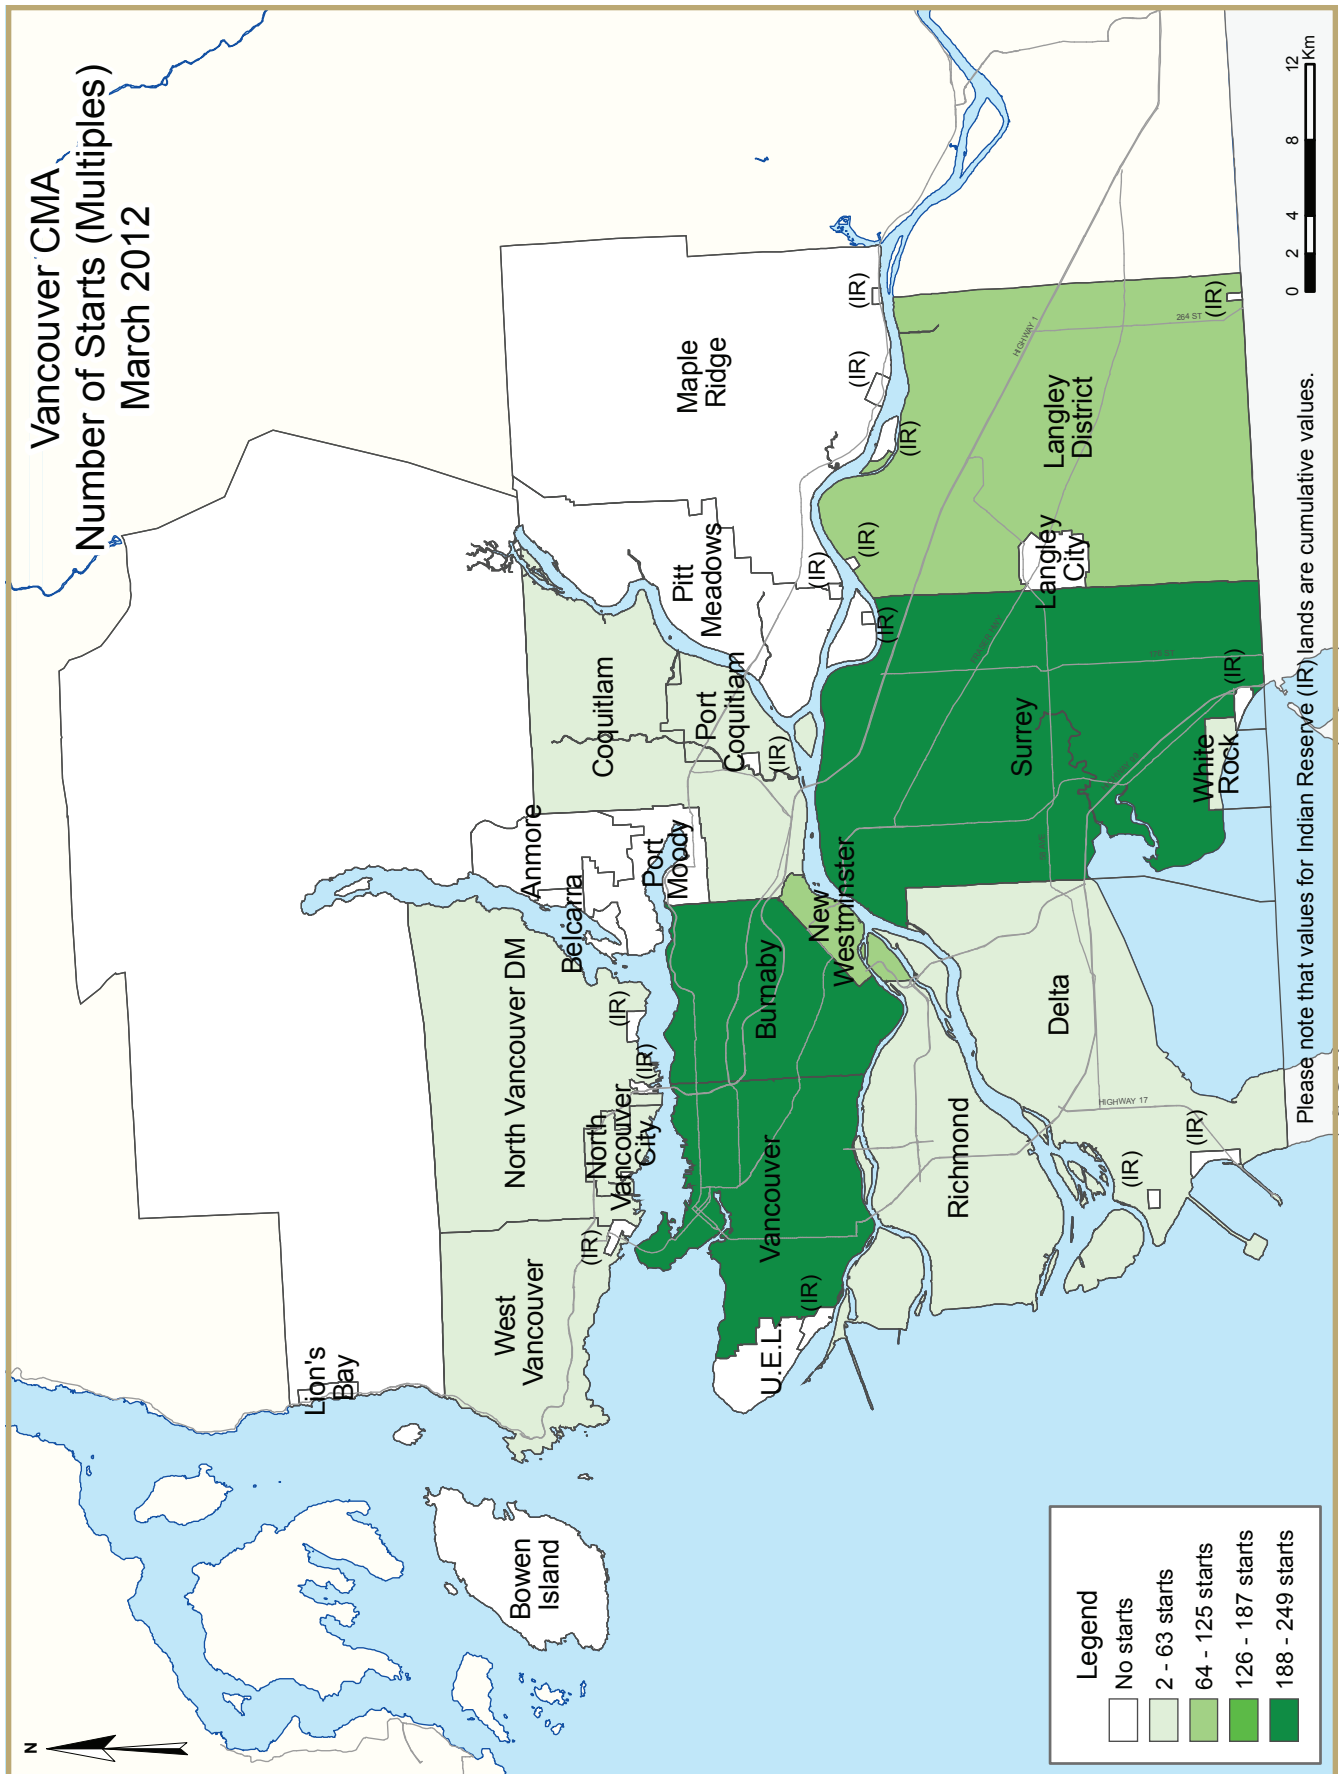 Vancouver CMA
Number of Starts (Multiples)
March 2012
N
Lion's
Bay
Bowen
Island
West
Vancouver
North Vancouver DM
North
Vancouver
City
(IR)
(IR)
(IR)
Belcarra
Anmore
Port
Moody
Coquitlam
Port
Coquitlam
(IR)
Pitt
Meadows
(IR)
Maple
Ridge
(IR)
(IR)
(IR)
(IR)
(IR)
U.E.L.
(IR)
Vancouver
Burnaby
New
Westminster
Richmond
Delta
(IR)
(IR)
HIGHWAY 17
Surrey
White
Rock
(IR)
Langley
City
Langley
District
(IR)
HIGHWAY 1
264 ST
Legend
No starts
2 - 63 starts
64 - 125 starts
126 - 187 starts
188 - 249 starts
Please note that values for Indian Reserve (IR) lands are cumulative values.
0 2 4 8 12
Km